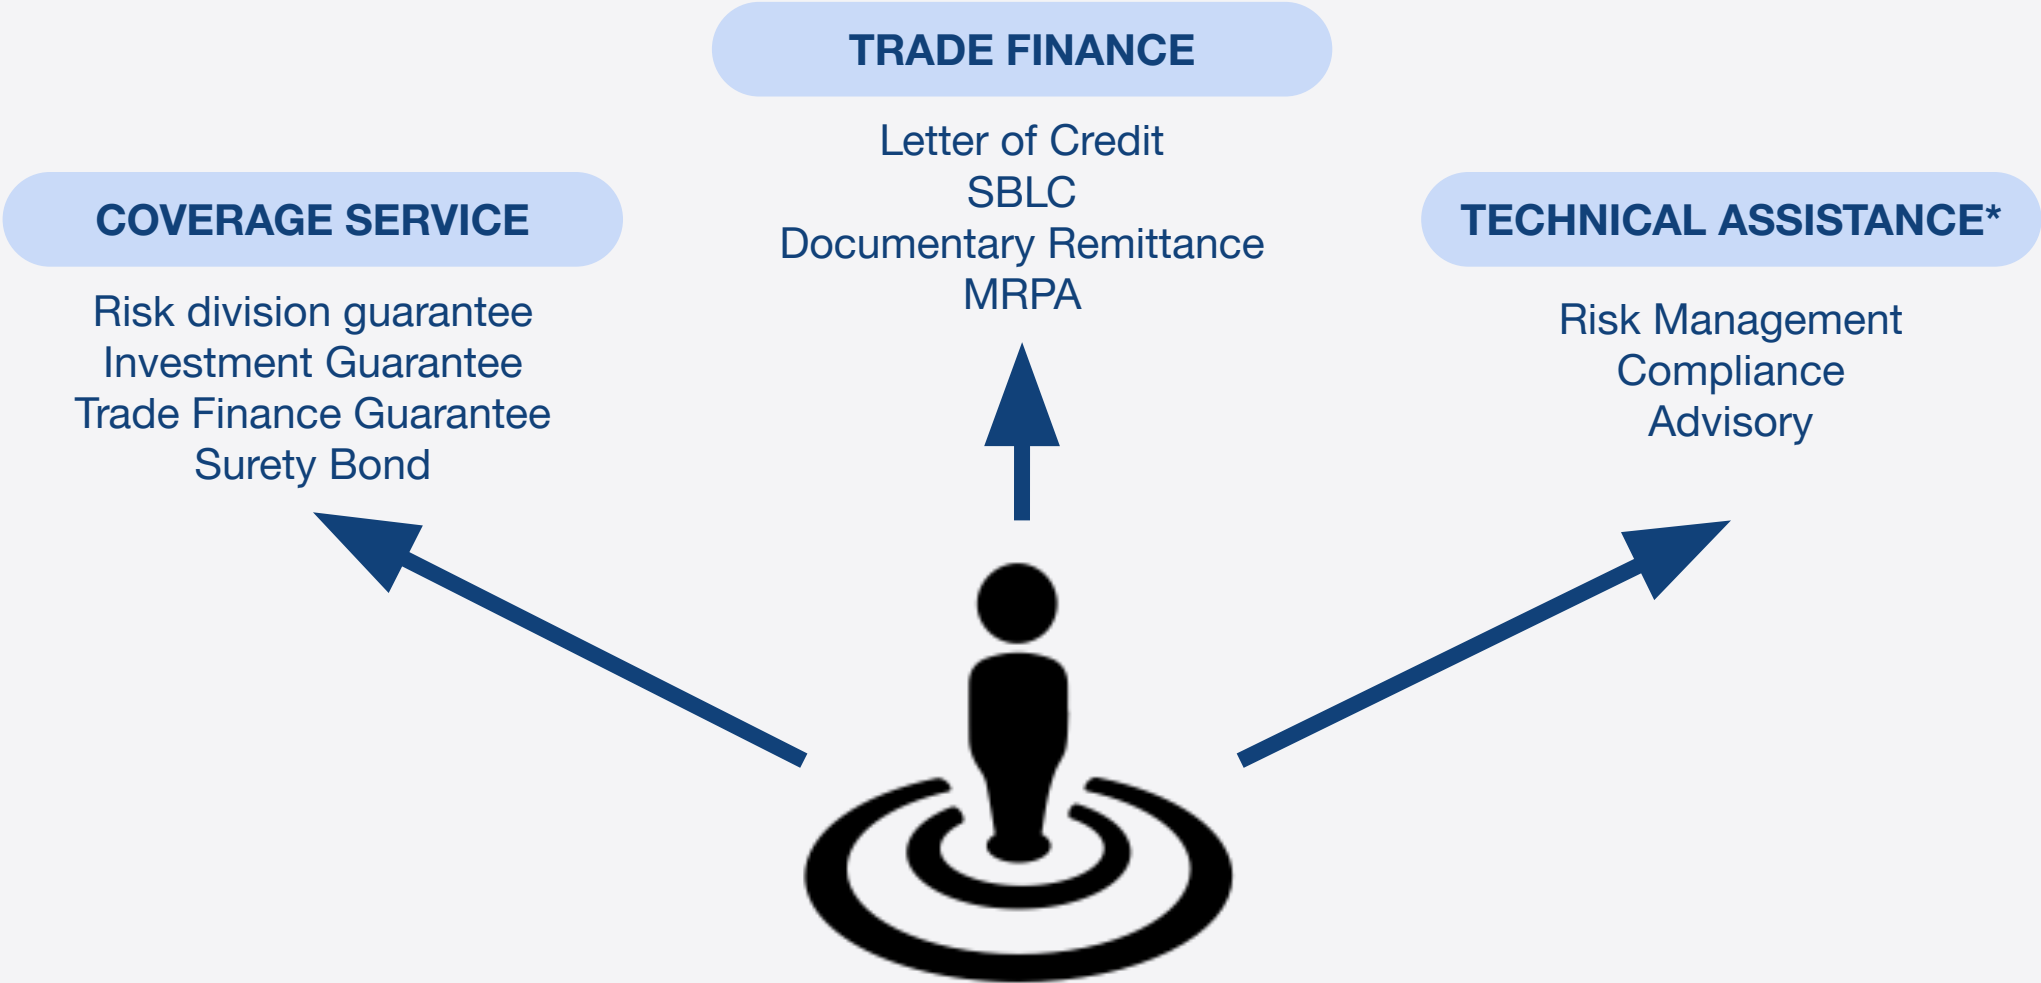 TRADE FINANCE
Letter of Credit
SBLC
Documentary Remittance
MRPA
COVERAGE SERVICE
Risk division guarantee
Investment Guarantee
Trade Finance Guarantee
Surety Bond
TECHNICAL ASSISTANCE*
Risk Management
Compliance
Advisory